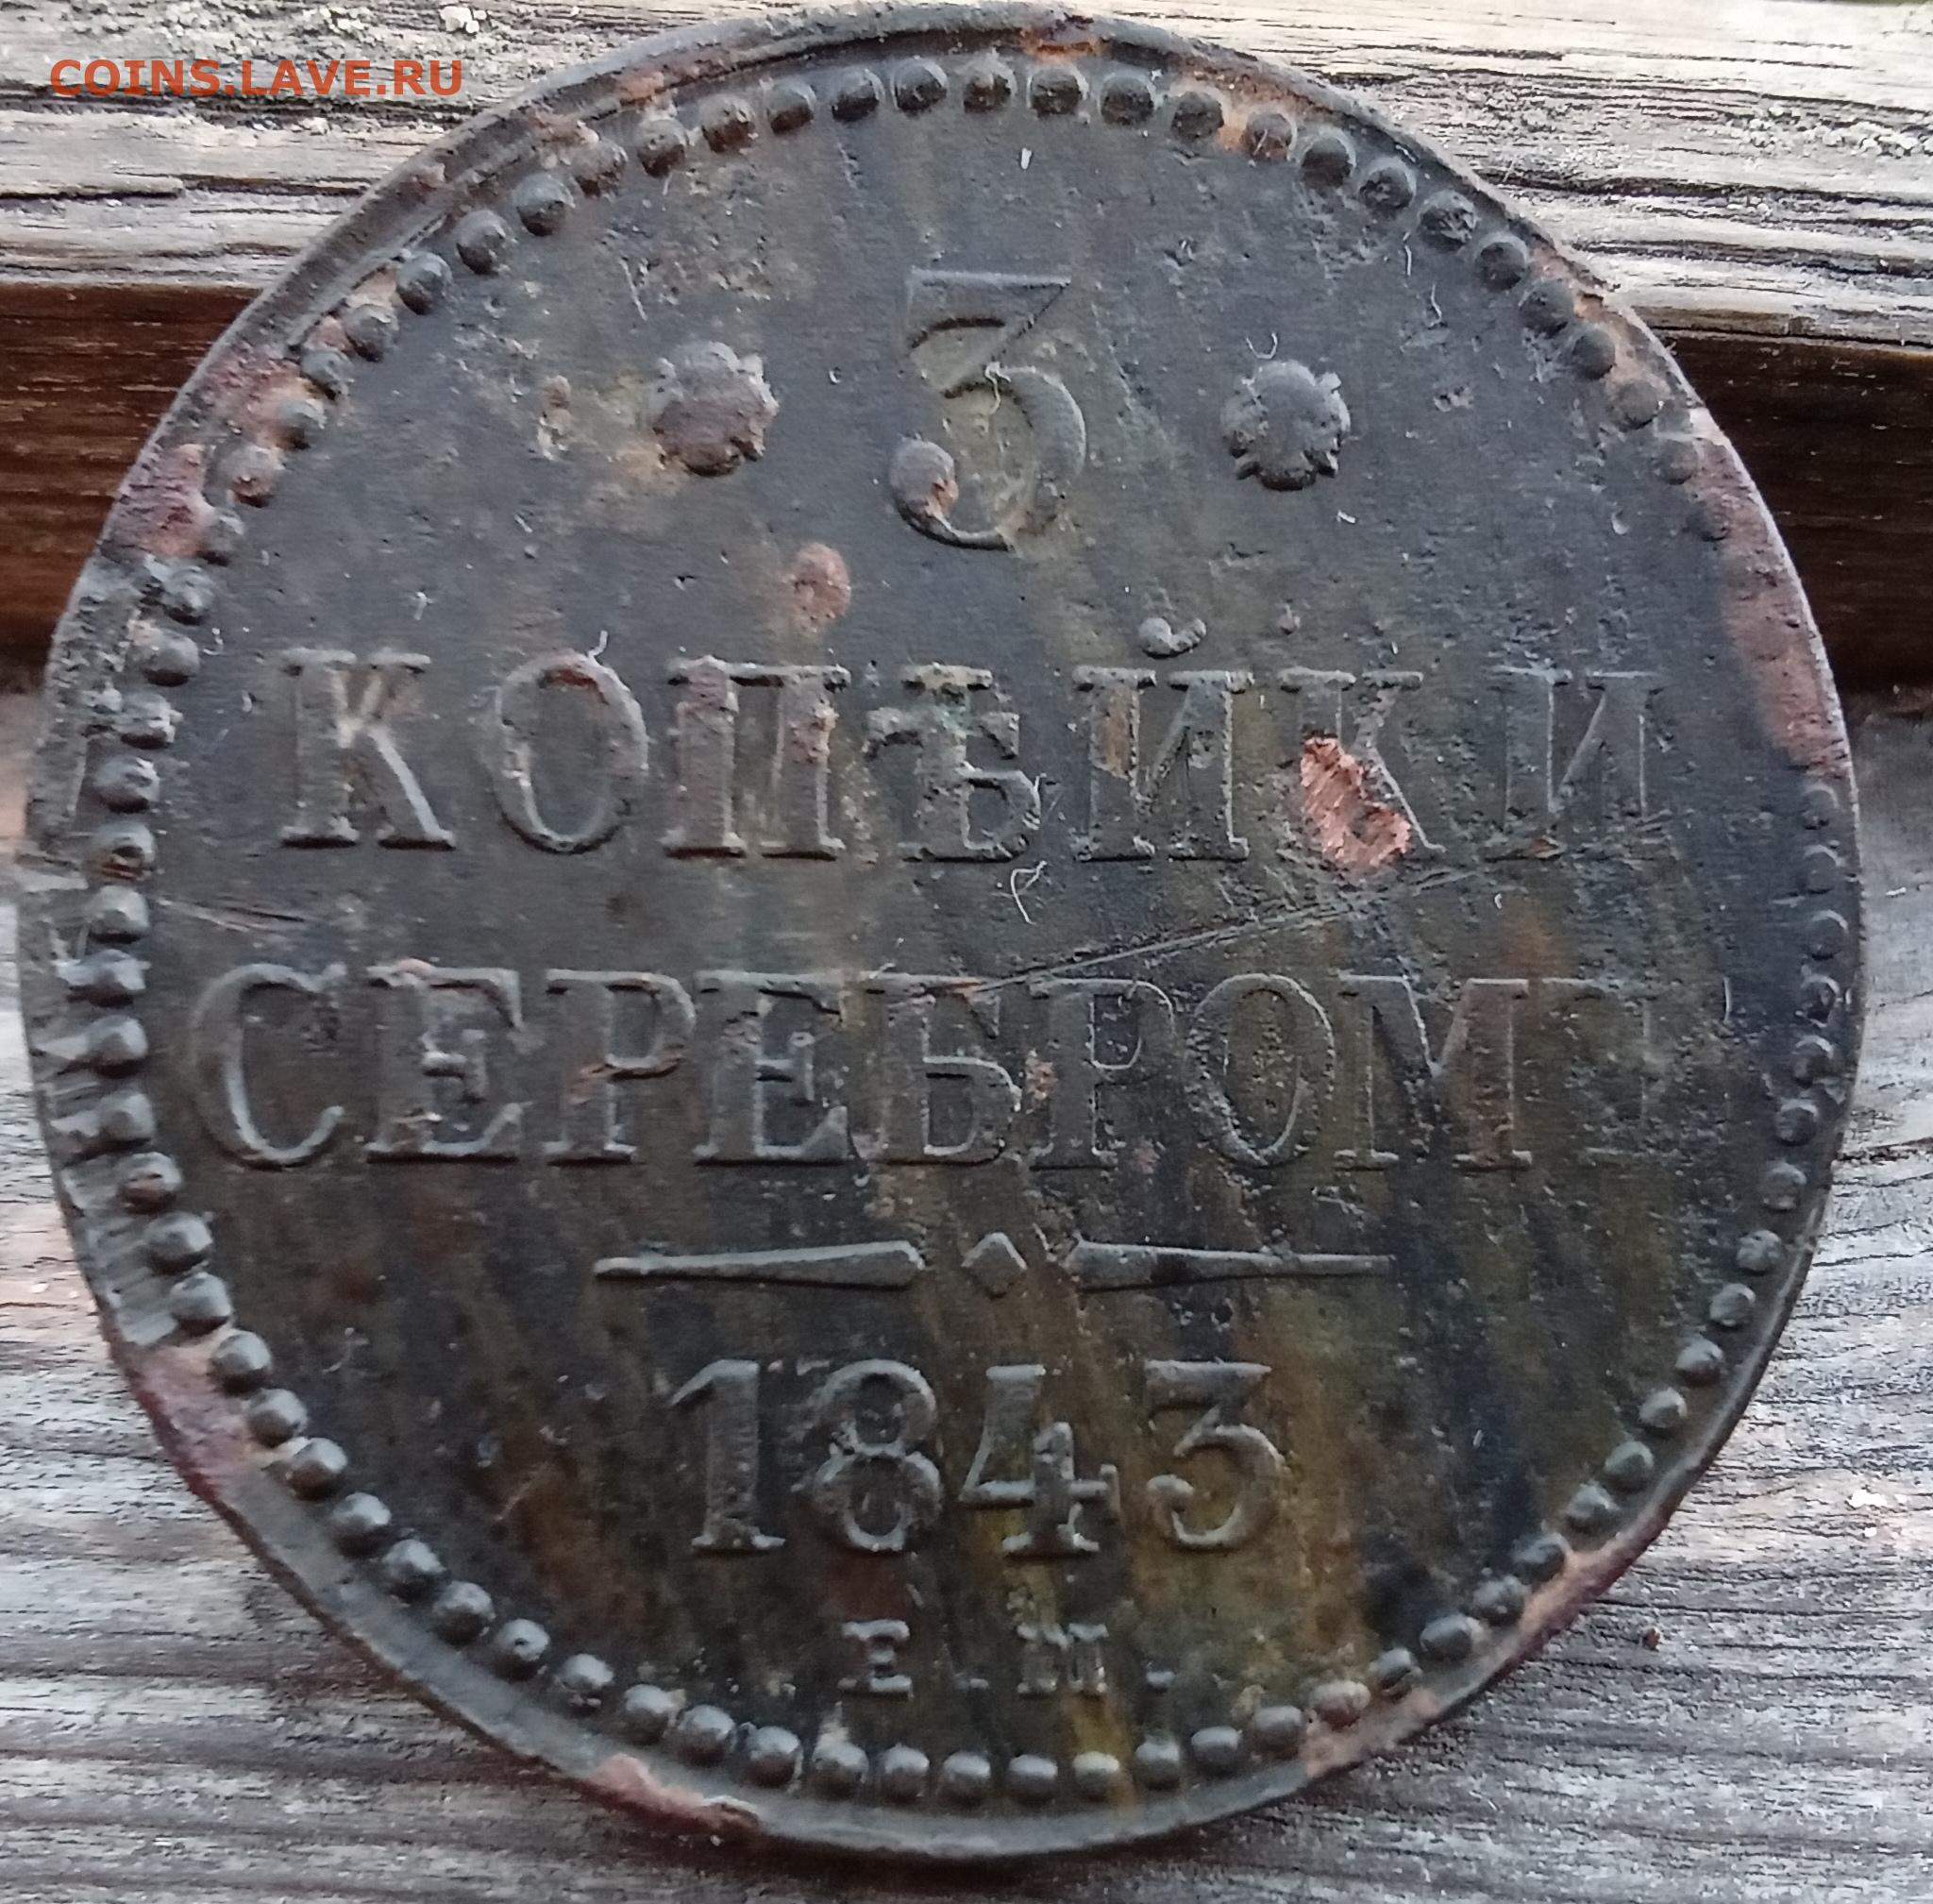 COINS.LAVE.RU
3
КОПѢЙКИ
СЕРЕБРОМЪ
1843
Е.М.